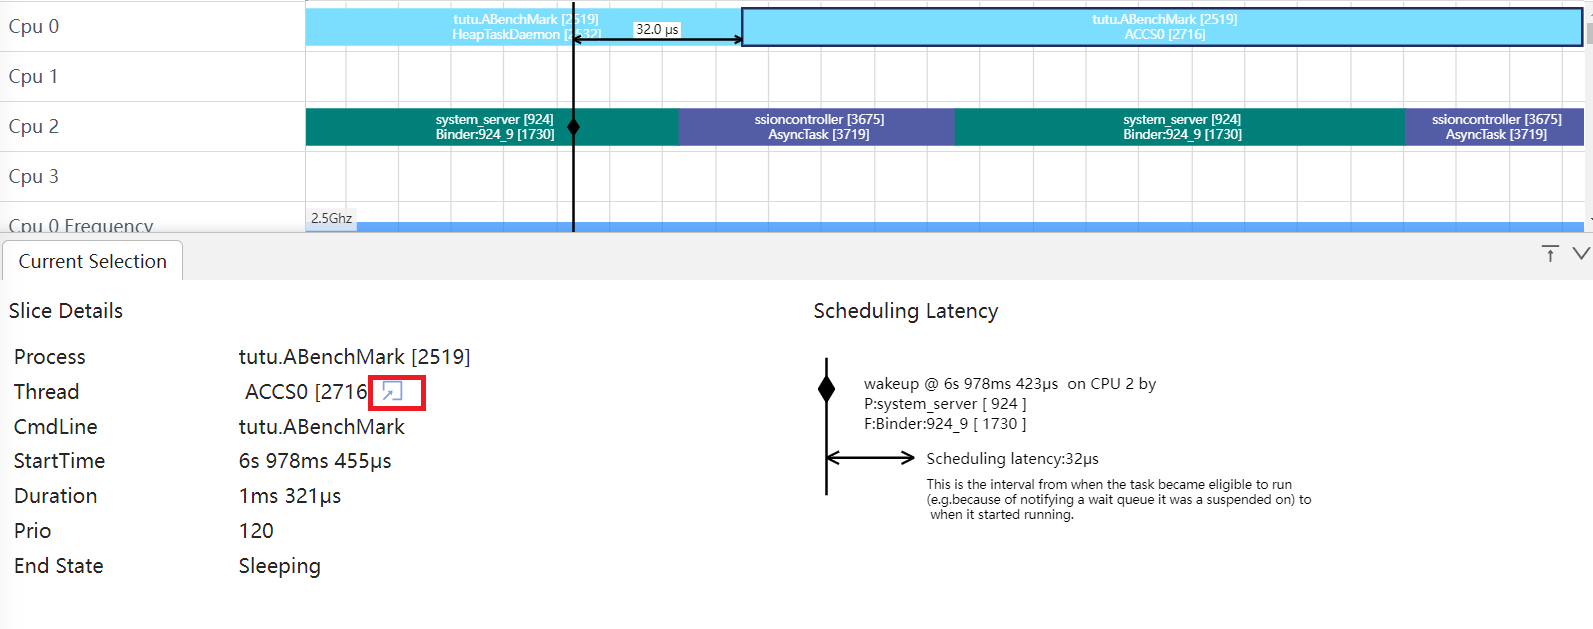 Cpu 0
tutu.ABenchMark [2519]
HeapTaskDaemon [2532]
32.0 μs
tutu.ABenchMark [2519]
ACCS0 [2716]
Cpu 1
Cpu 2
system_server [924]
Binder:924_9 [1730]
ssioncontroller [3675]
AsyncTask [3719]
system_server [924]
Binder:924_9 [1730]
ssioncontroller [3675]
AsyncTask [3719]
Cpu 3
Cpu 0 Frequency
2.5Ghz
Current Selection
Slice Details
Process tutu.ABenchMark [2519]
Thread ACCS0 [2716
CmdLine tutu.ABenchMark
StartTime 6s 978ms 455μs
Duration 1ms 321μs
Prio 120
End State Sleeping
Scheduling Latency
wakeup @ 6s 978ms 423μs on CPU 2 by
P:system_server [ 924 ]
F:Binder:924_9 [ 1730 ]
Scheduling latency:32μs
This is the interval from when the task became eligible to run
(e.g.because of notifying a wait queue it was a suspended on) to
when it started running.